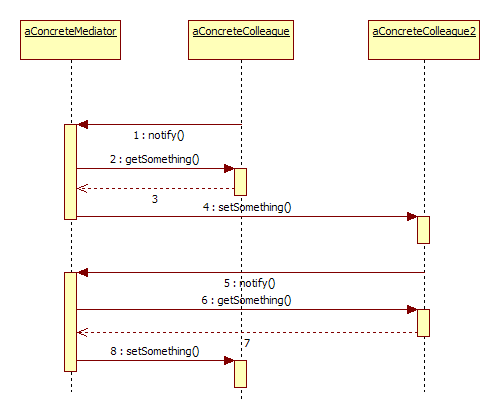 aConcreteMediator
aConcreteColleague
aConcreteColleague2
1 : notify()
2 : getSomething()
3
4 : setSomething()
5 : notify()
6 : getSomething()
7
8 : setSomething()